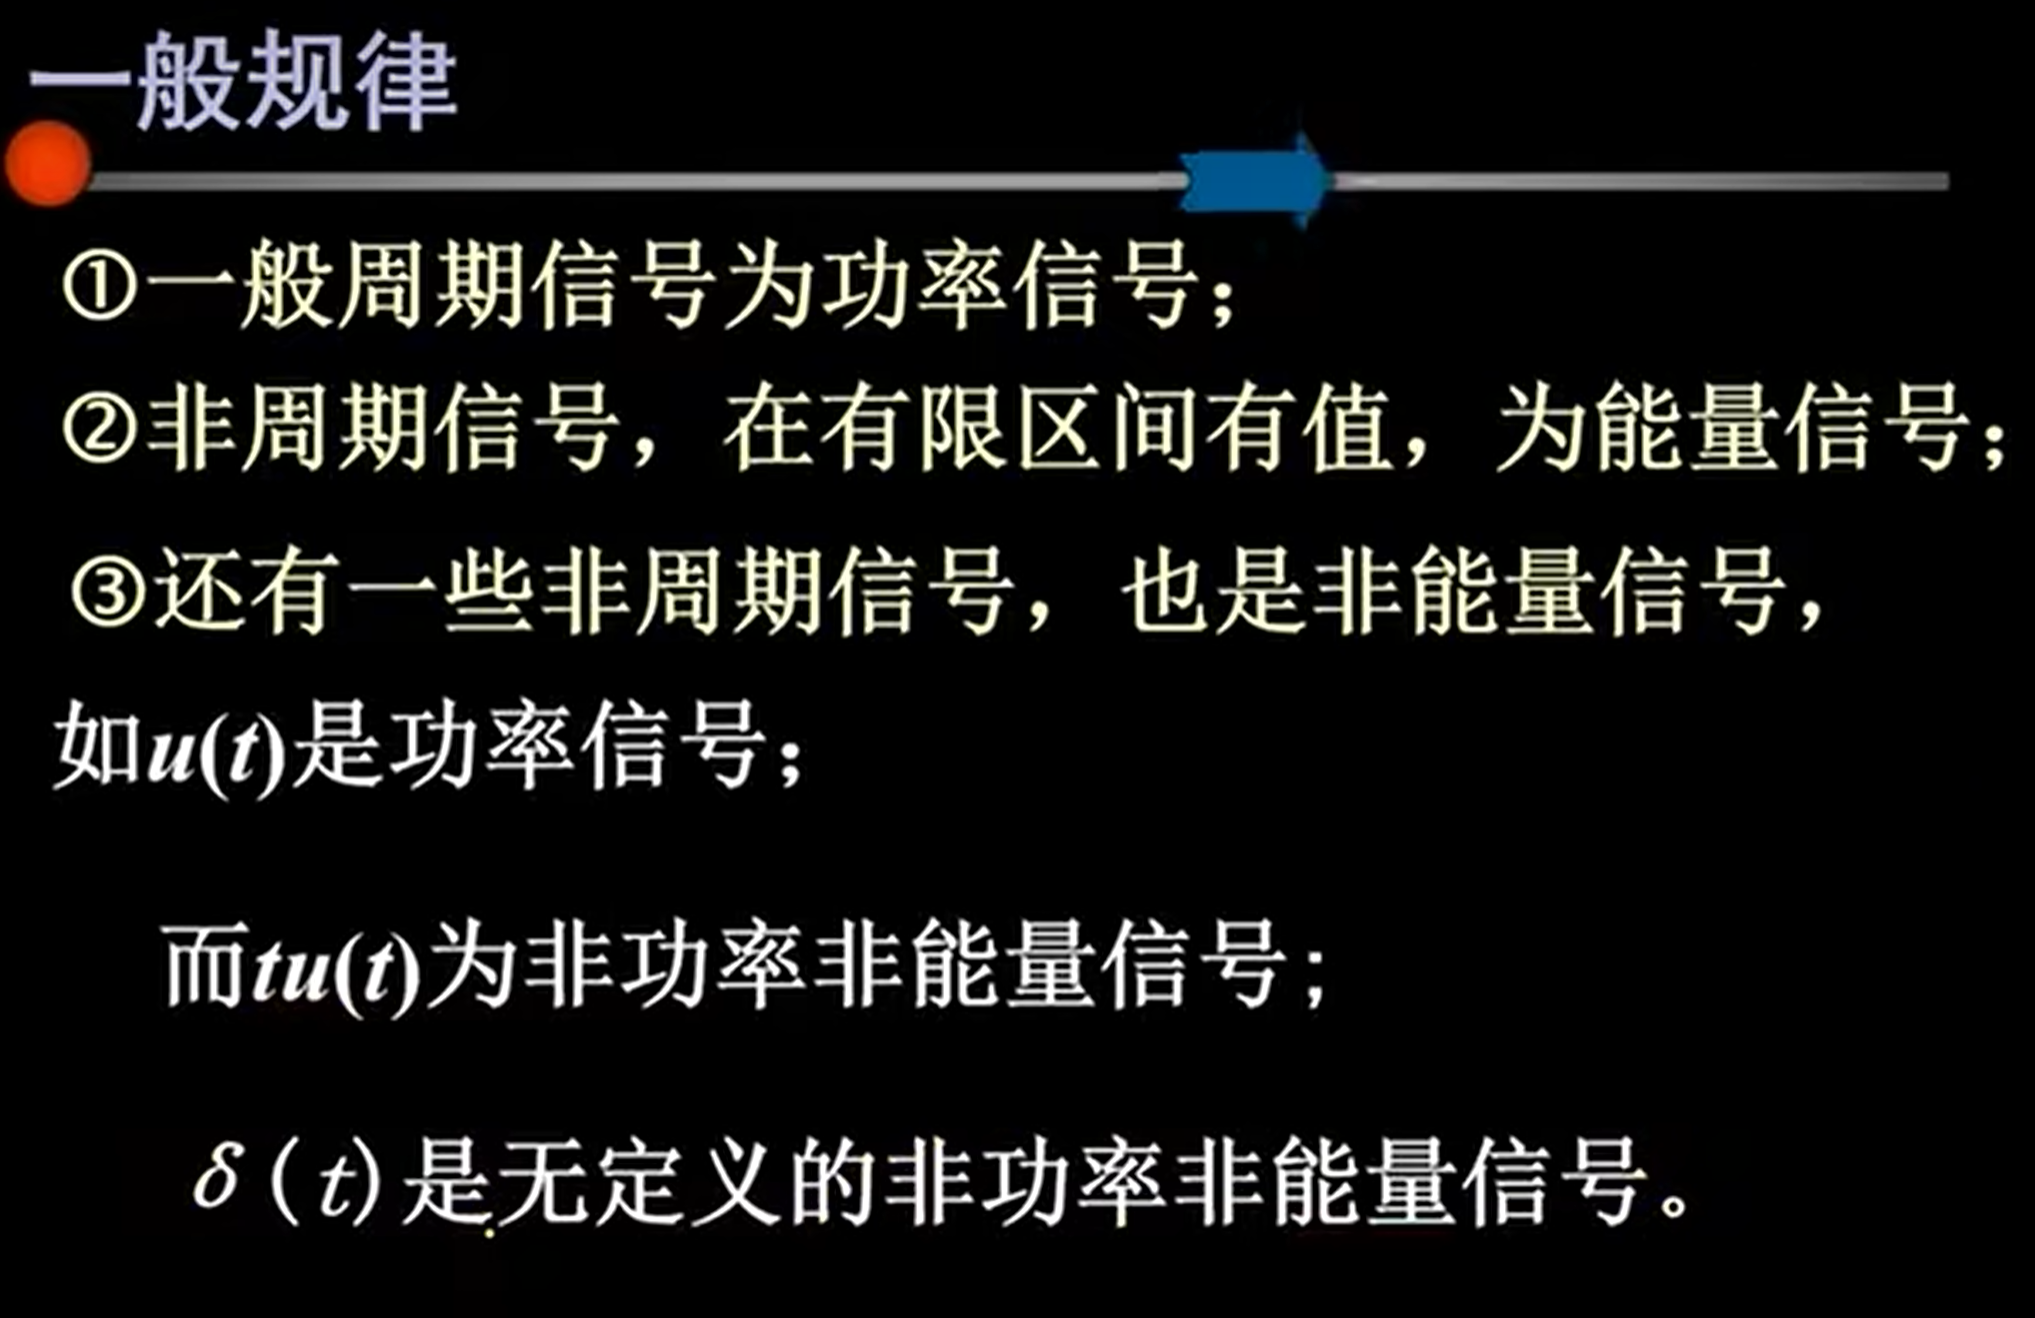 一般规律
①一般周期信号为功率信号；
②非周期信号，在有限区间有值，为能量信号；
③还有一些非周期信号，也是非能量信号，
如u(t)是功率信号；
而tu(t)为非功率非能量信号；
δ(t)是无定义的非功率非能量信号。